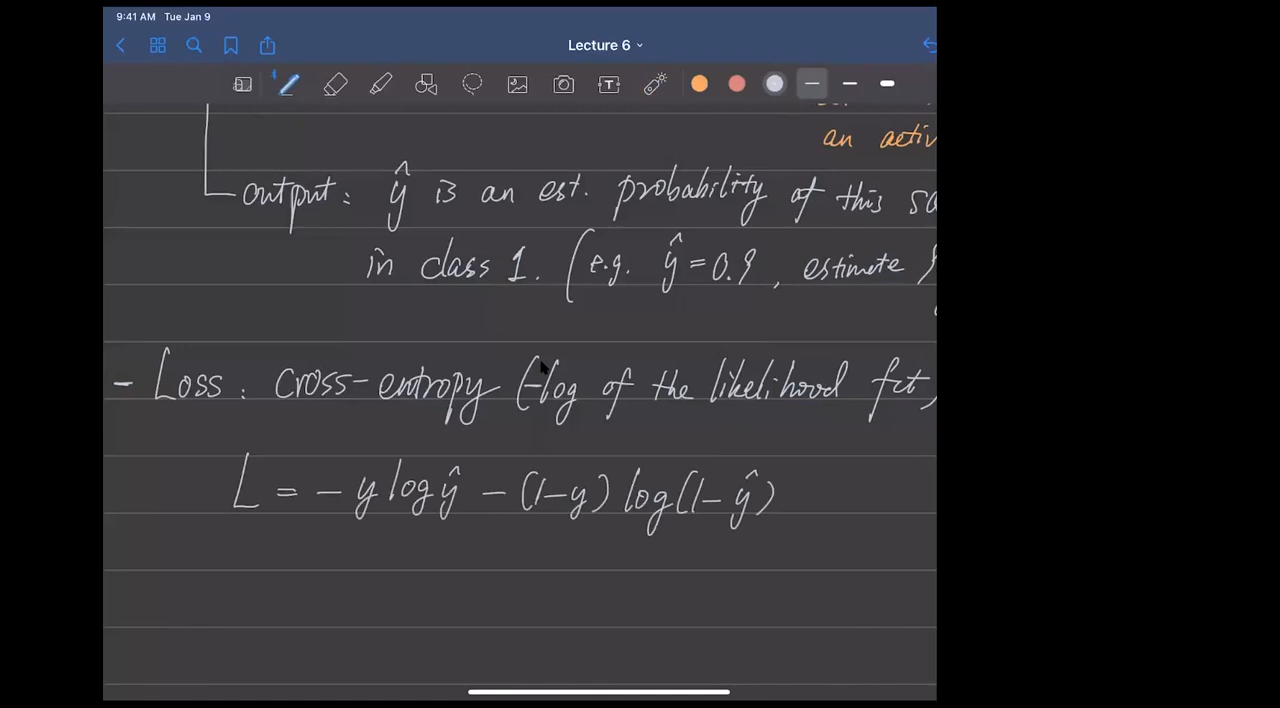 9:41 AM Tue Jan 9
Lecture 6
an activ
output: ŷ is an est. probability of this sa
in class 1. (e.g. ŷ = 0.9, estimate
- Loss: Cross-entropy (-log of the likelihood fct)
L = - y log ŷ - (1-y) log(1-ŷ)